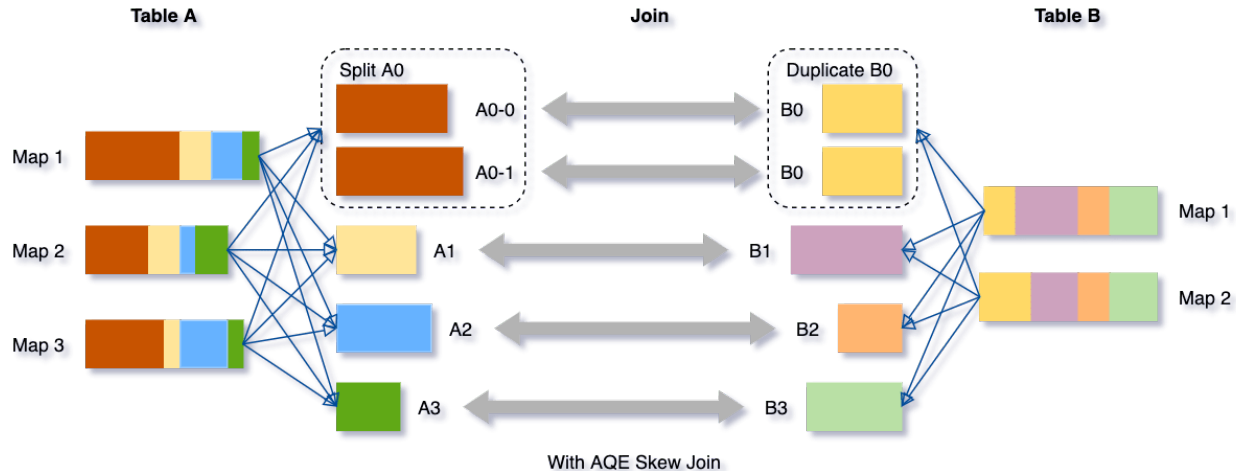 Table A
Join
Table B
Split A0
Duplicate B0
A0-0
B0
Map 1
A0-1
B0
Map 1
Map 2
A1
B1
Map 2
A2
B2
Map 3
A3
B3
With AQE Skew Join